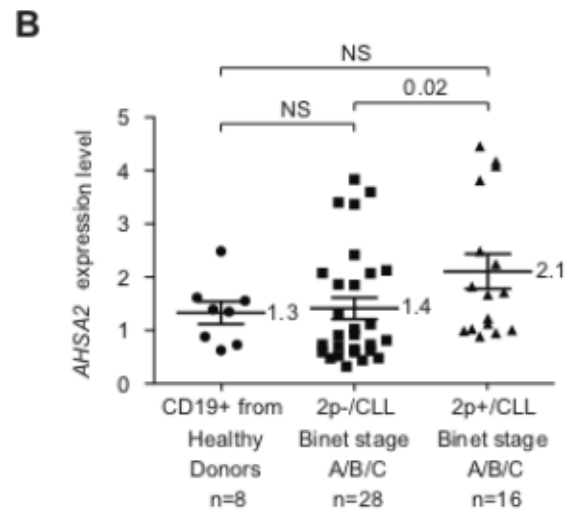 B
NS
0.02
NS
AHSA2 expression level
5
4
3
2
1
0
1.3
1.4
2.1
CD19+ from
Healthy
Donors
n=8
2p-/CLL
Binet stage
A/B/C
n=28
2p+/CLL
Binet stage
A/B/C
n=16